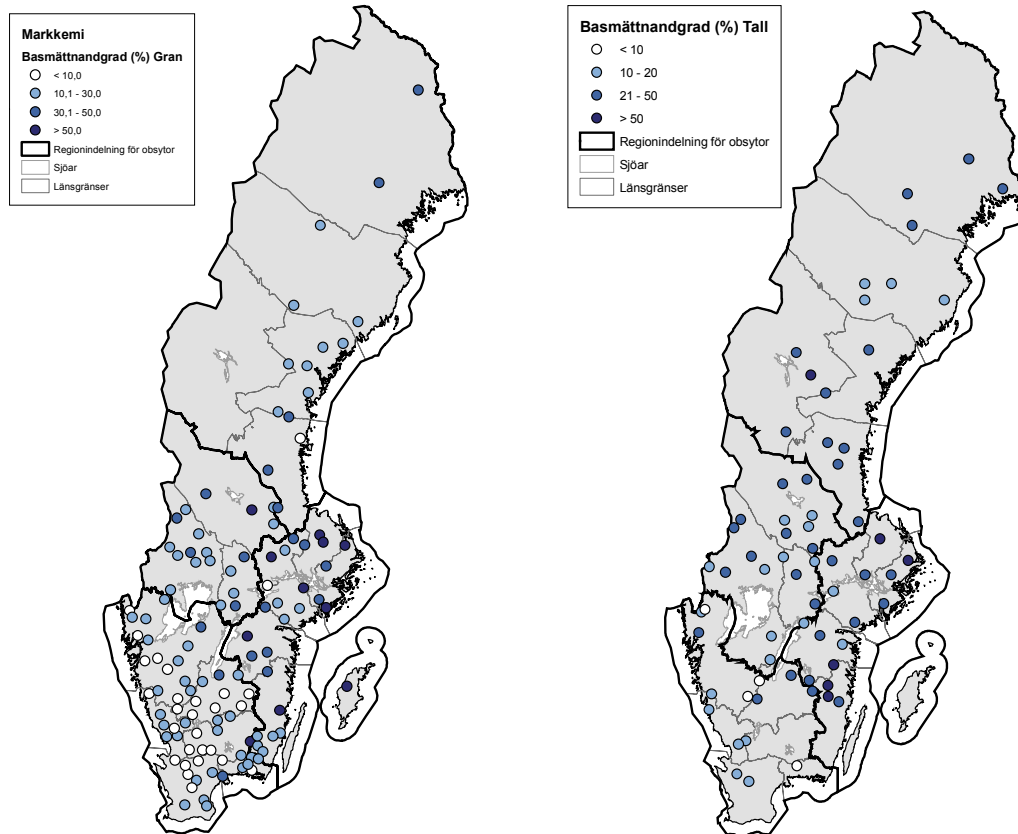 Markkemi
Basmättnandgrad (%) Gran
< 10,0
10,1 - 30,0
30,1 - 50,0
> 50,0
Regionindelning för obsytor
Sjöar
Länsgränser
Basmättnandgrad (%) Tall
< 10
10 - 20
21 - 50
> 50
Regionindelning för obsytor
Sjöar
Länsgränser